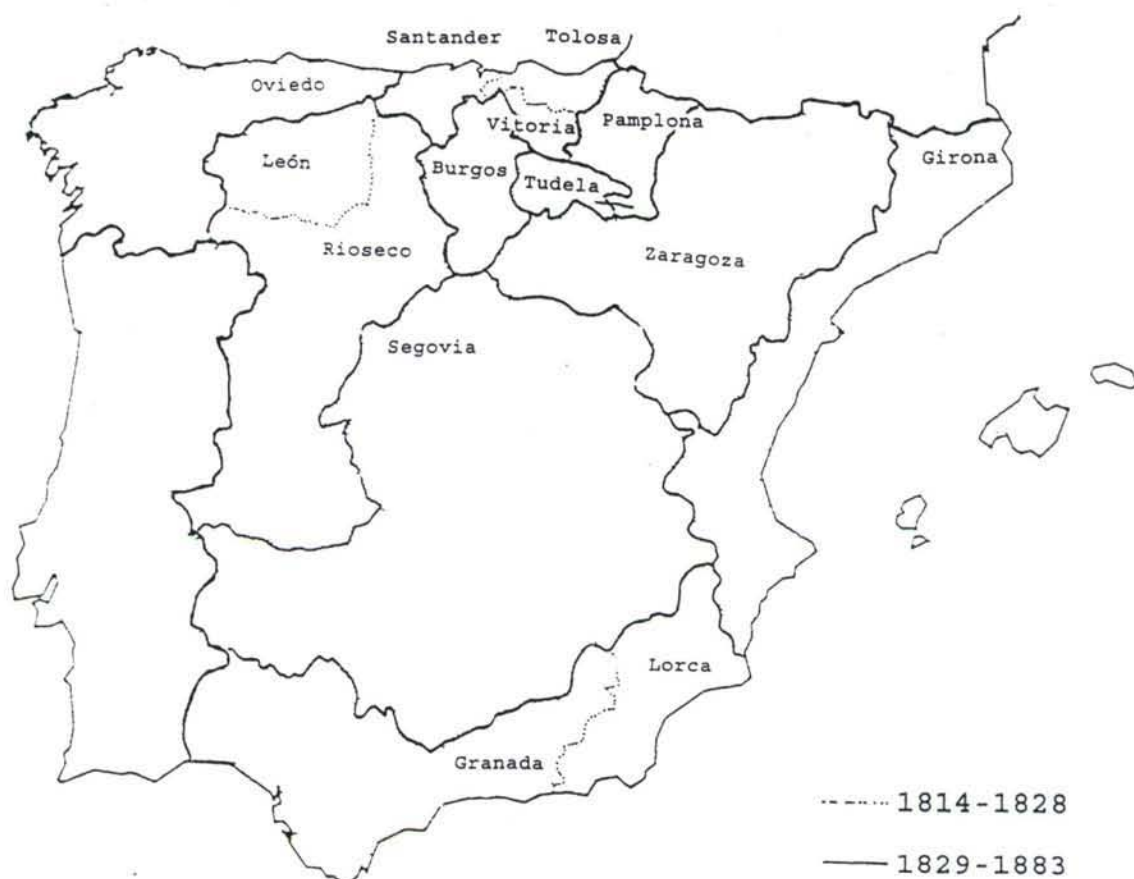 Santander Tolosa
Oviedo
Vitoria Pamplona
León Burgos Girona
Tudela
Rioseco Zaragoza
Segovia
Lorca
Granada
1814-1828
1829-1883